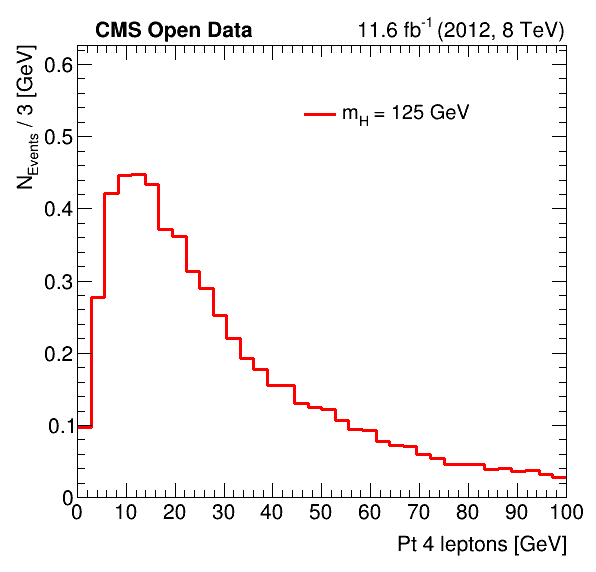 CMS Open Data
11.6 fb⁻¹ (2012, 8 TeV)
N_Events / 3 [GeV]
m_H = 125 GeV
0.6
0.5
0.4
0.3
0.2
0.1
0
0 10 20 30 40 50 60 70 80 90 100
Pt 4 leptons [GeV]